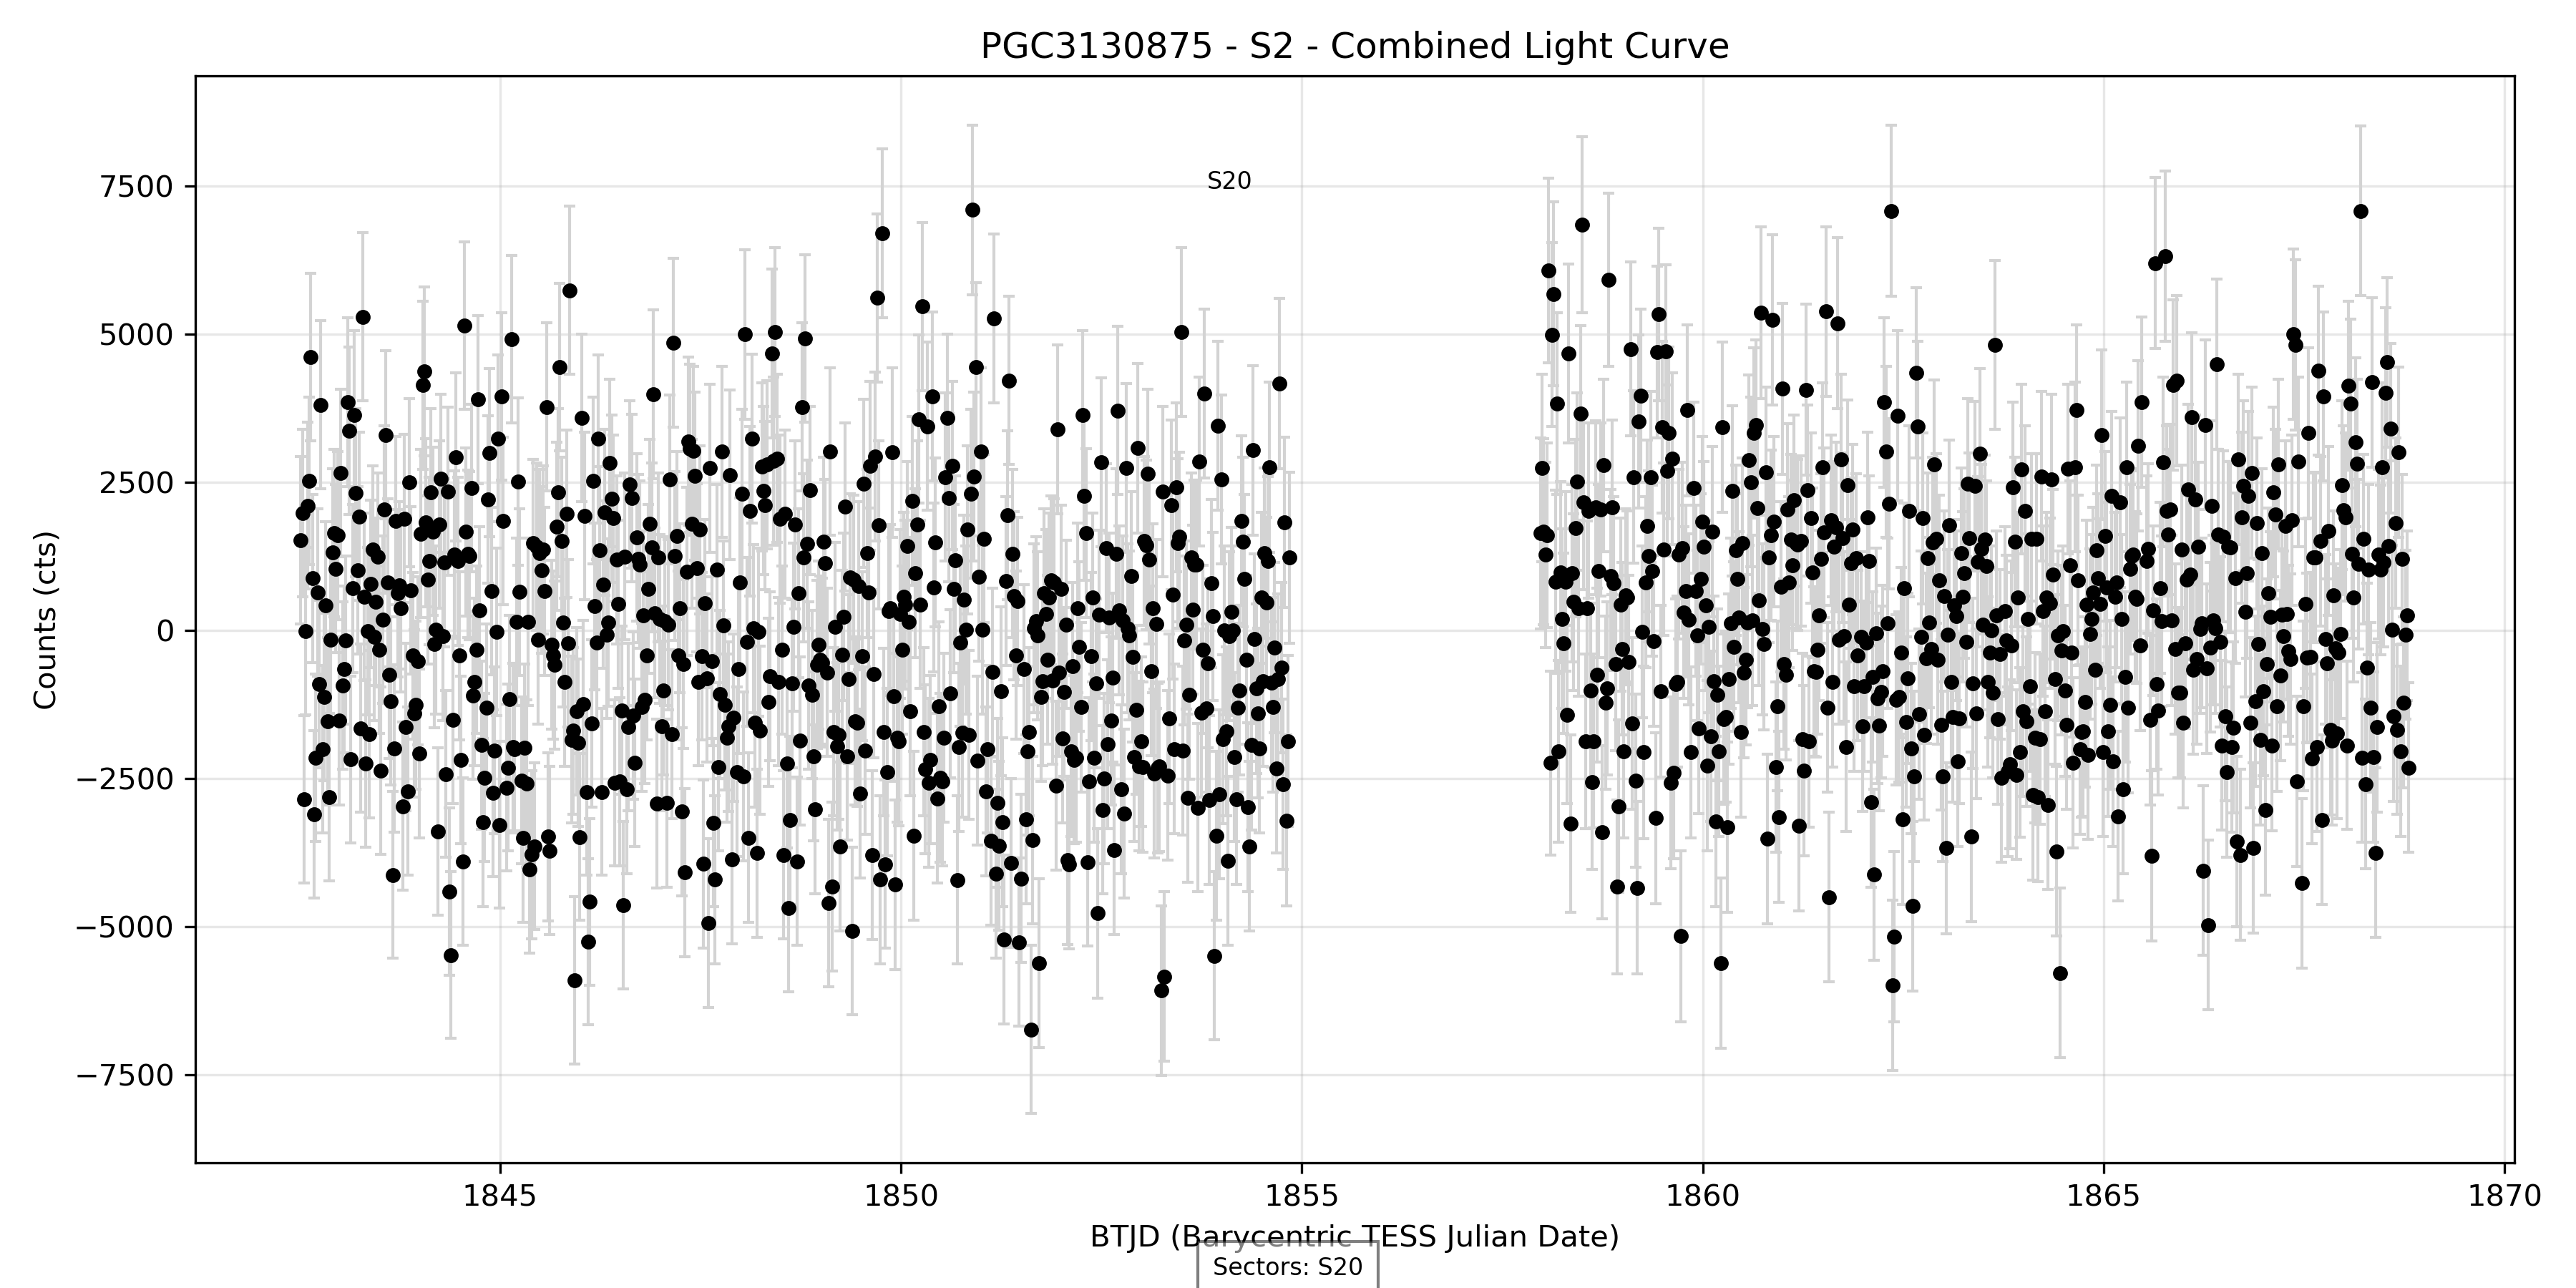 PGC3130875 - S2 - Combined Light Curve
S20
7500
5000
2500
0
−2500
−5000
−7500
Counts (cts)
1845 1850 1855 1860 1865 1870
BTJD (Barycentric TESS Julian Date)
Sectors: S20